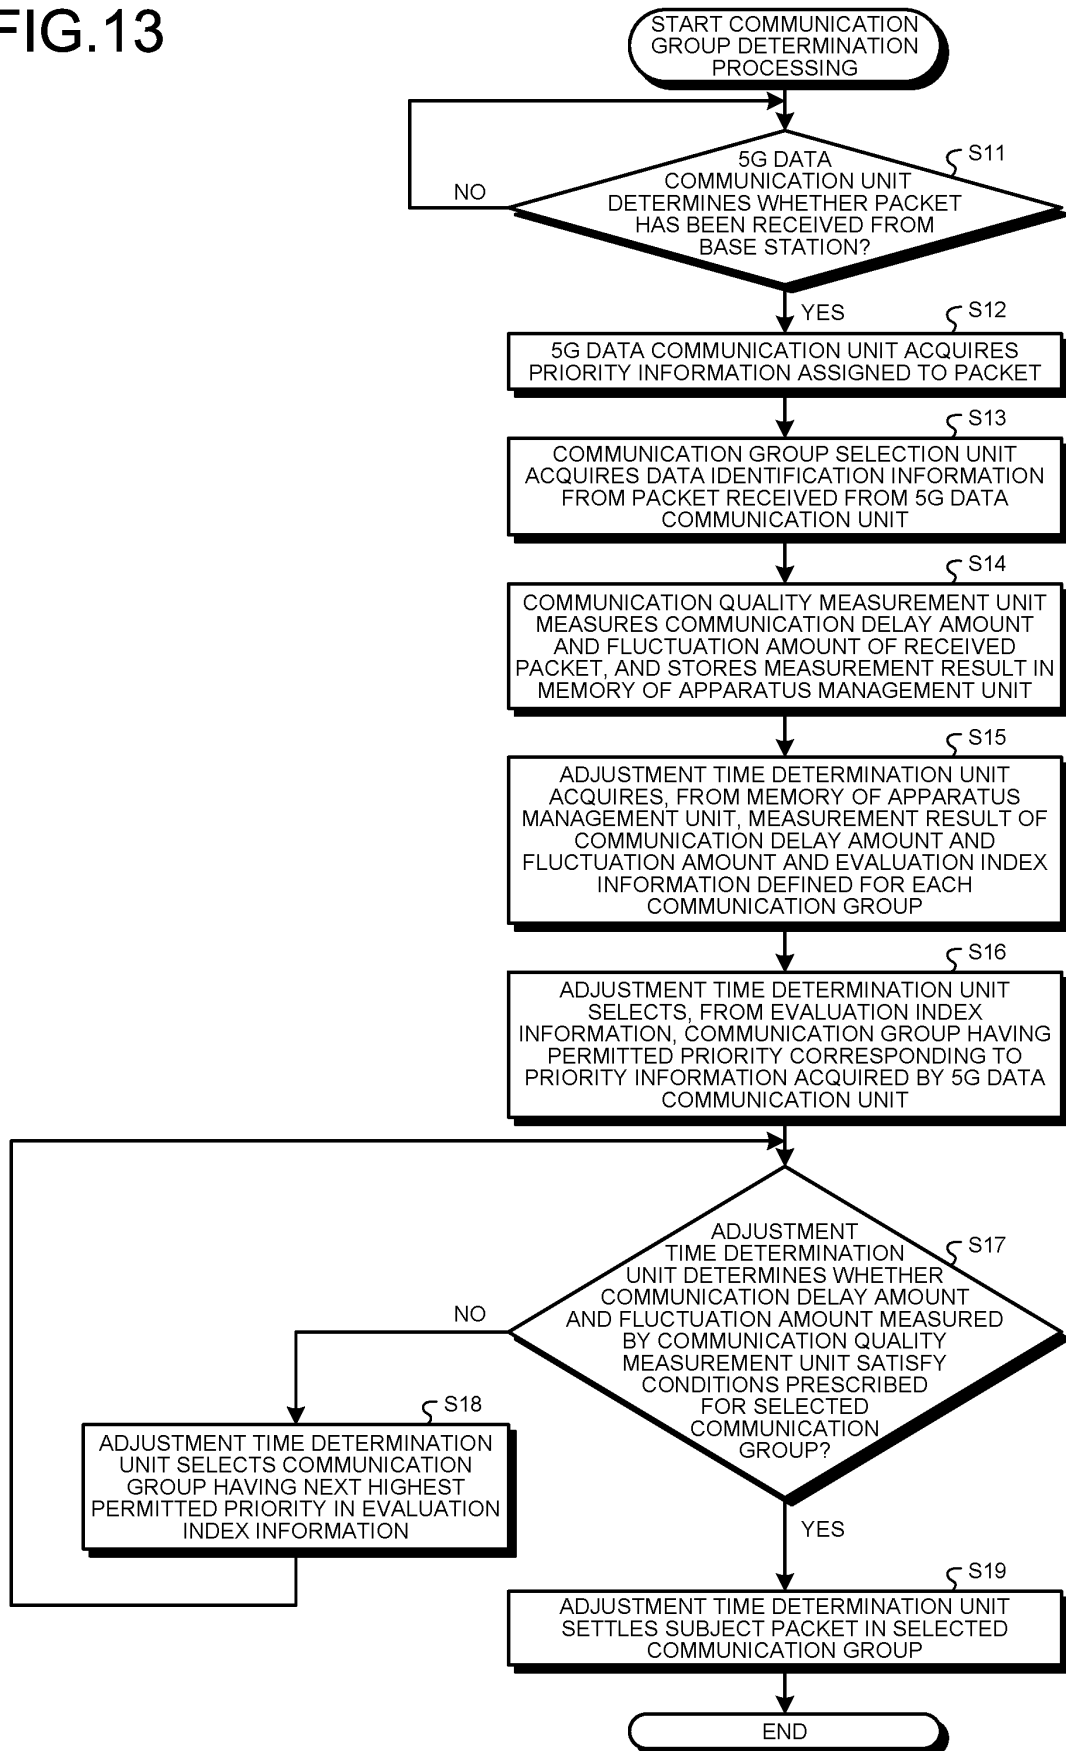 FIG.13
START COMMUNICATION
GROUP DETERMINATION
PROCESSING
S11
5G DATA
COMMUNICATION UNIT
DETERMINES WHETHER PACKET
HAS BEEN RECEIVED FROM
BASE STATION?
NO
YES
S12
5G DATA COMMUNICATION UNIT ACQUIRES
PRIORITY INFORMATION ASSIGNED TO PACKET
S13
COMMUNICATION GROUP SELECTION UNIT
ACQUIRES DATA IDENTIFICATION INFORMATION
FROM PACKET RECEIVED FROM 5G DATA
COMMUNICATION UNIT
S14
COMMUNICATION QUALITY MEASUREMENT UNIT
MEASURES COMMUNICATION DELAY AMOUNT
AND FLUCTUATION AMOUNT OF RECEIVED
PACKET, AND STORES MEASUREMENT RESULT IN
MEMORY OF APPARATUS MANAGEMENT UNIT
S15
ADJUSTMENT TIME DETERMINATION UNIT
ACQUIRES, FROM MEMORY OF APPARATUS
MANAGEMENT UNIT, MEASUREMENT RESULT OF
COMMUNICATION DELAY AMOUNT AND
FLUCTUATION AMOUNT AND EVALUATION INDEX
INFORMATION DEFINED FOR EACH
COMMUNICATION GROUP
S16
ADJUSTMENT TIME DETERMINATION UNIT
SELECTS, FROM EVALUATION INDEX
INFORMATION, COMMUNICATION GROUP HAVING
PERMITTED PRIORITY CORRESPONDING TO
PRIORITY INFORMATION ACQUIRED BY 5G DATA
COMMUNICATION UNIT
S17
ADJUSTMENT
TIME DETERMINATION
UNIT DETERMINES WHETHER
COMMUNICATION DELAY AMOUNT
AND FLUCTUATION AMOUNT MEASURED
BY COMMUNICATION QUALITY
MEASUREMENT UNIT SATISFY
CONDITIONS PRESCRIBED
FOR SELECTED
COMMUNICATION
GROUP?
NO
S18
ADJUSTMENT TIME DETERMINATION
UNIT SELECTS COMMUNICATION
GROUP HAVING NEXT HIGHEST
PERMITTED PRIORITY IN EVALUATION
INDEX INFORMATION
YES
S19
ADJUSTMENT TIME DETERMINATION UNIT
SETTLES SUBJECT PACKET IN SELECTED
COMMUNICATION GROUP
END